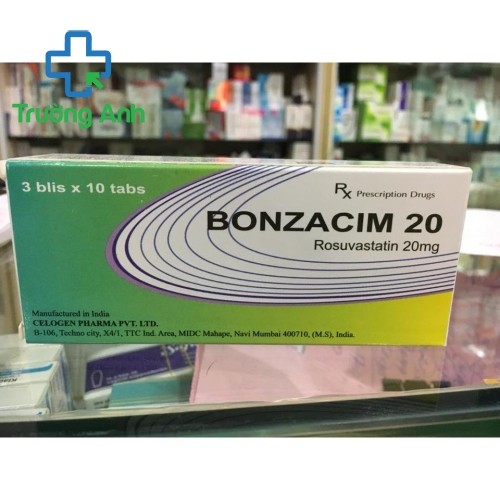 Trường Anh
3 blis x 10 tabs
Rx Prescription Drugs
BONZACIM 20
Rosuvastatin 20mg
Manufactured in India
CELOGEN PHARMA PVT. LTD.
B-106, Techno city, X4/1, TTC Ind. Area, MIDC Mahape, Navi Mumbai 400710, (M.S), India.